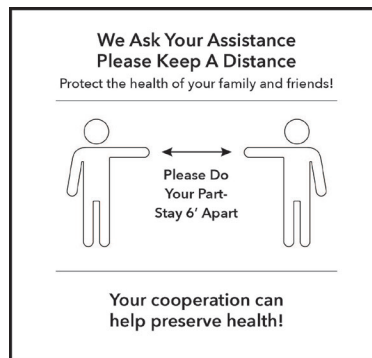 We Ask Your Assistance
Please Keep A Distance
Protect the health of your family and friends!
Please Do
Your Part-
Stay 6' Apart
Your cooperation can
help preserve health!